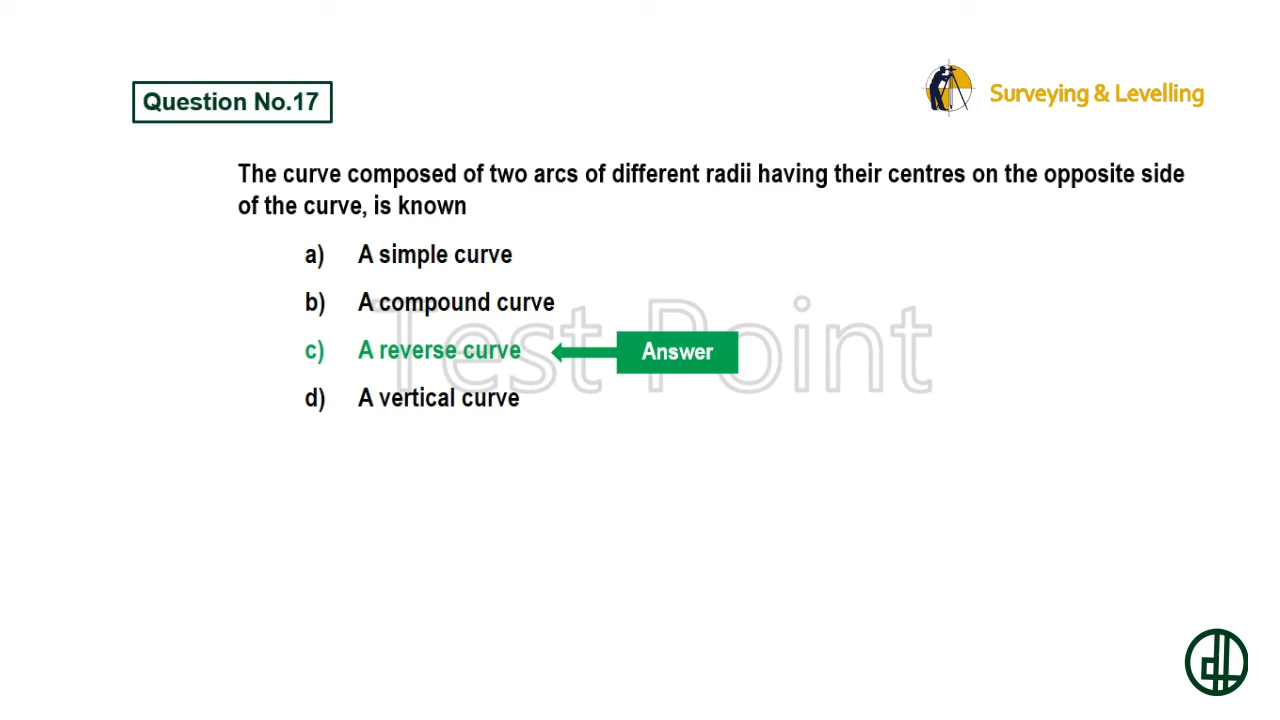 Question No.17
Surveying & Levelling
The curve composed of two arcs of different radii having their centres on the opposite side
of the curve, is known
a) A simple curve
b) A compound curve
c) A reverse curve
Answer
d) A vertical curve
Test Point